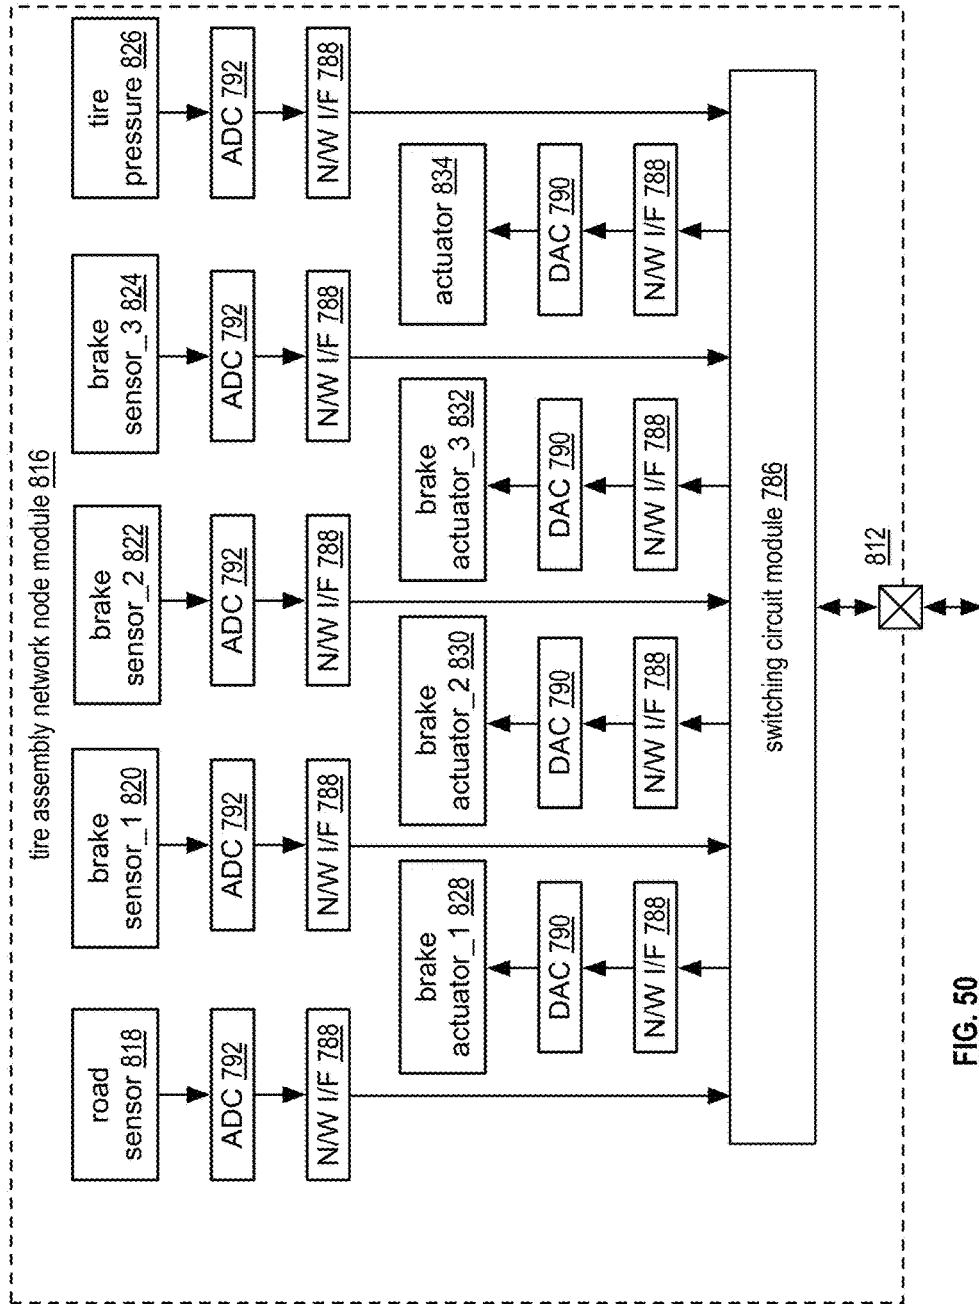 tire assembly network node module 816
road
sensor 818
brake
sensor_1 820
brake
sensor_2 822
brake
sensor_3 824
tire
pressure 826
ADC 792
ADC 792
ADC 792
ADC 792
ADC 792
N/W I/F 788
N/W I/F 788
N/W I/F 788
N/W I/F 788
N/W I/F 788
brake
actuator_1 828
brake
actuator_2 830
brake
actuator_3 832
actuator 834
DAC 790
DAC 790
DAC 790
DAC 790
N/W I/F 788
N/W I/F 788
N/W I/F 788
N/W I/F 788
switching circuit module 786
812
FIG. 50